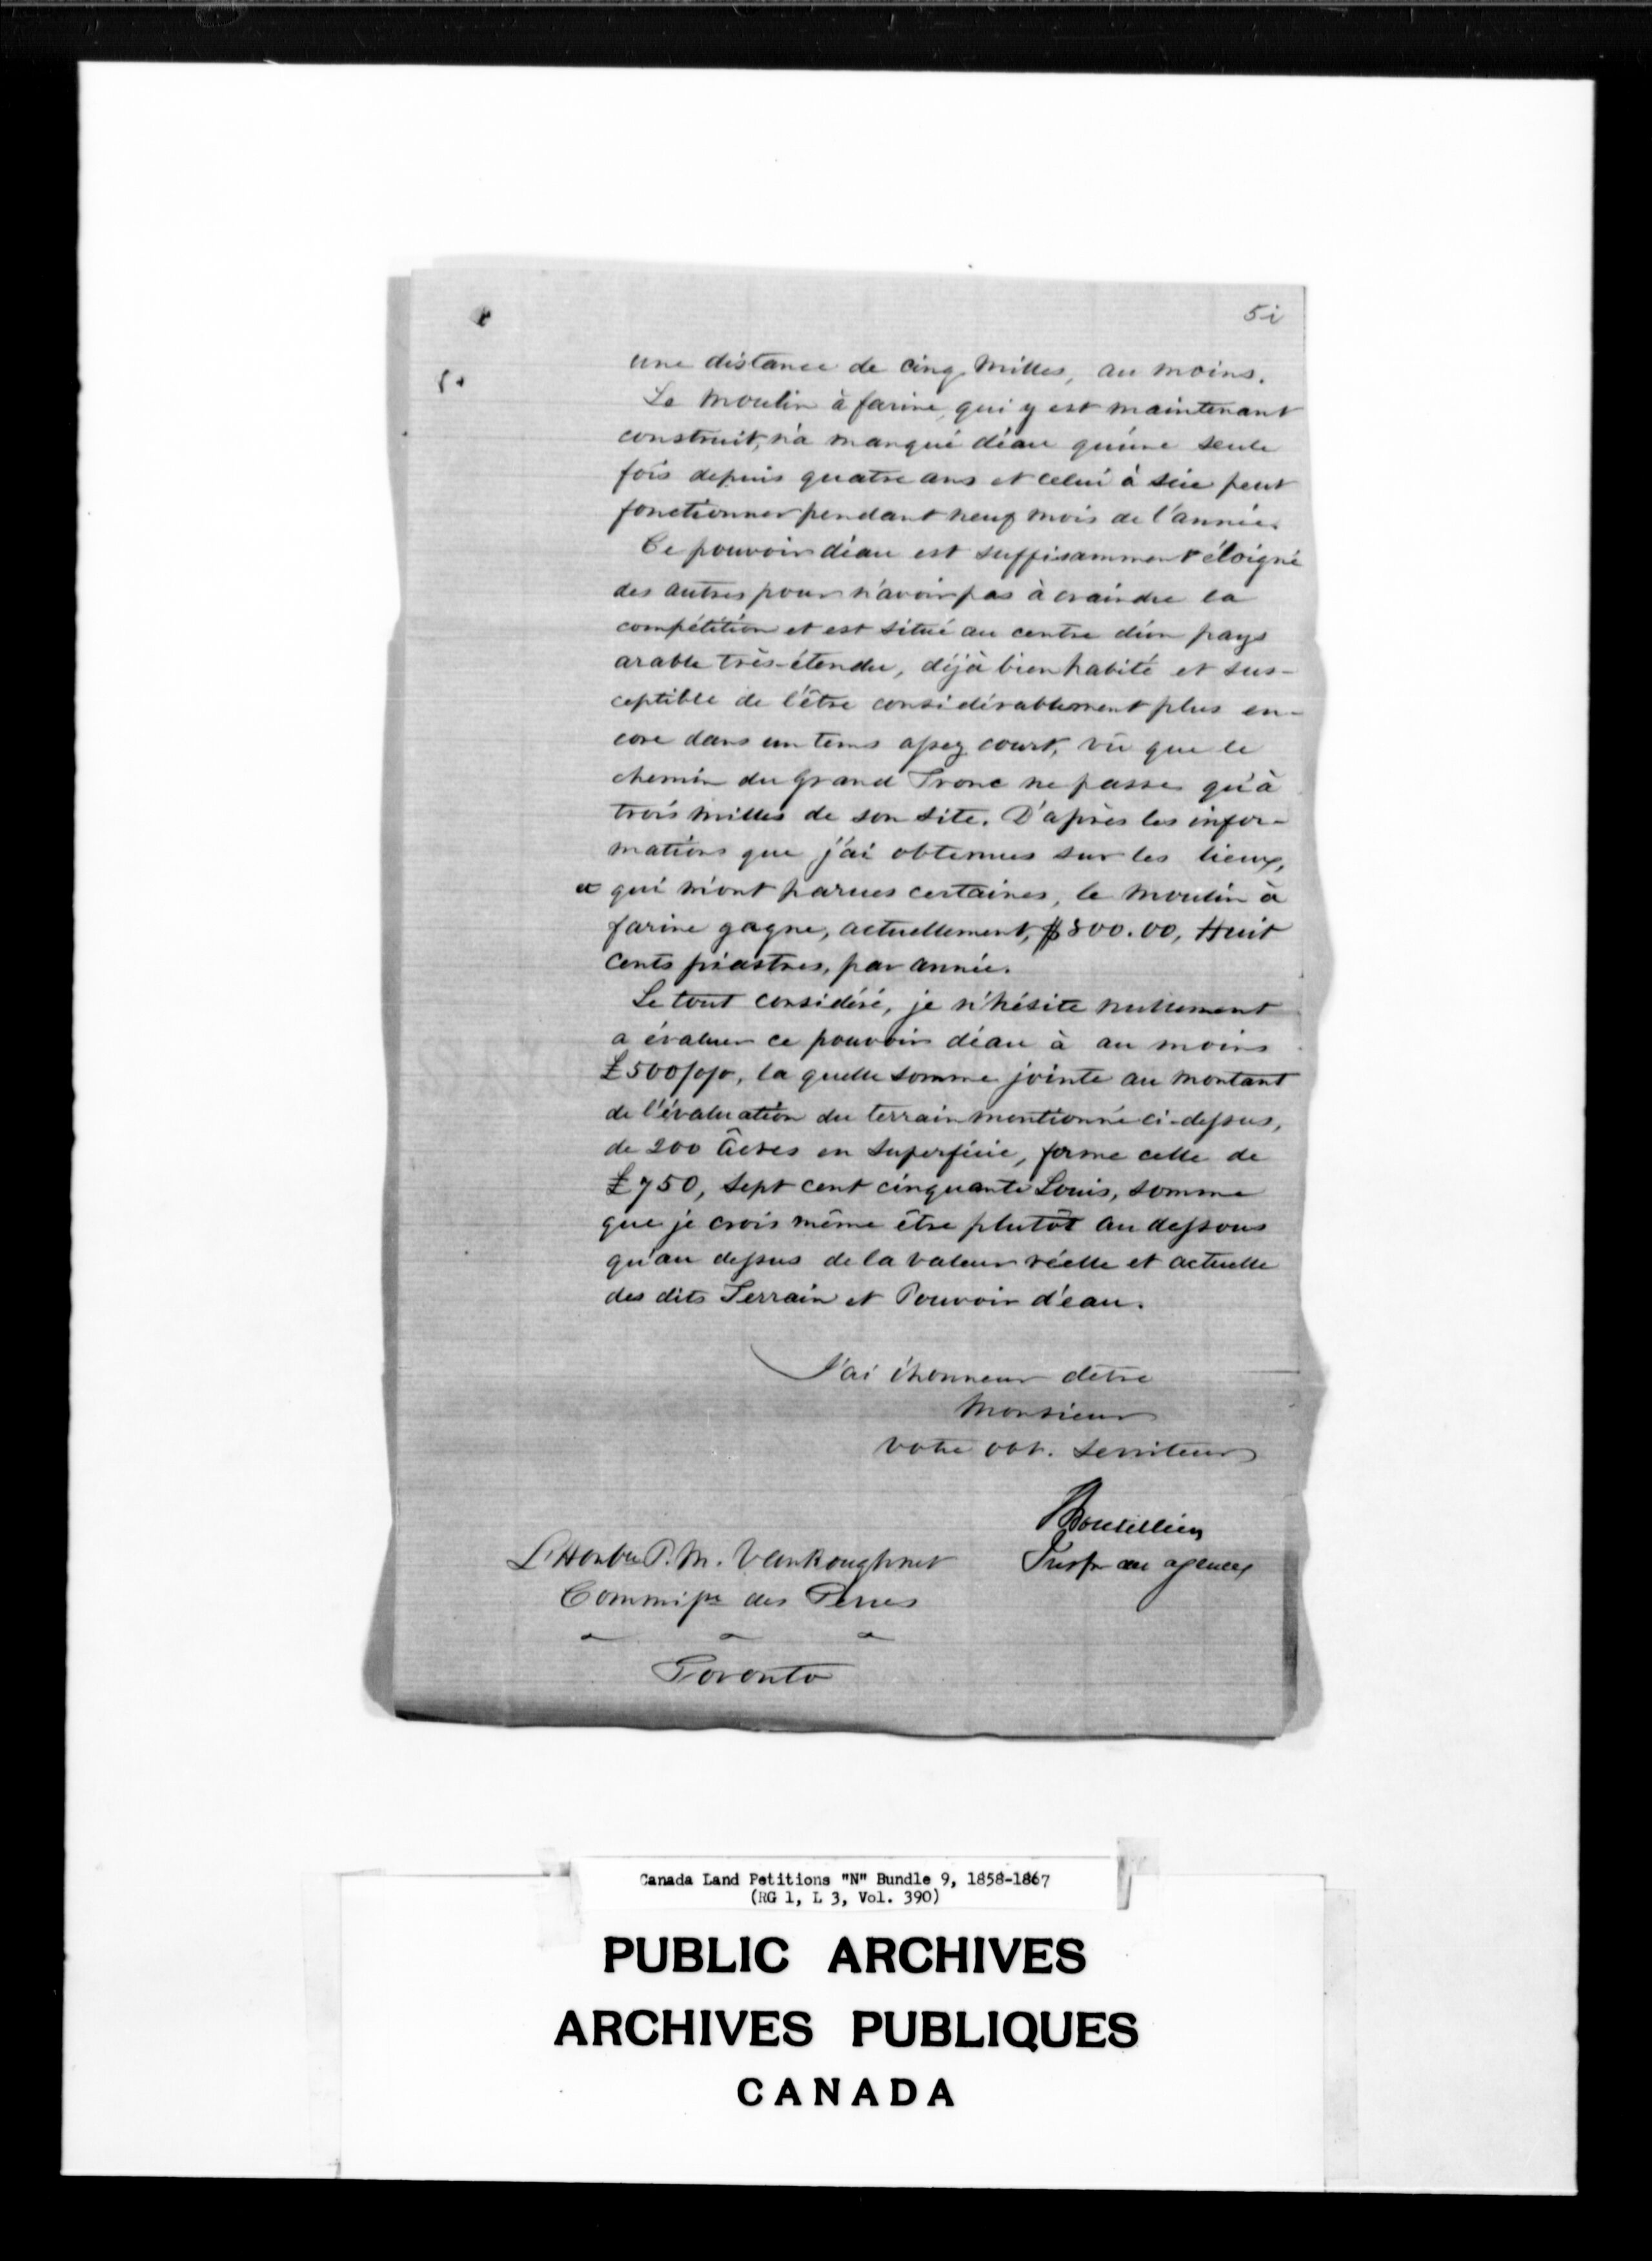 5i
5.
une distance de cinq milles, au moins.
Le moulin à farine, qui y est maintenant
construit, n'a manqué d'eau qu'une seule
fois depuis quatre ans et celui à scie peut
fonctionner pendant neuf mois de l'année.
Ce pouvoir d'eau est suffisamment éloigné
des autres pour n'avoir pas à craindre la
compétition et est situé au centre d'un pays
arable très-étendu, déjà bien habité et sus-
ceptible de l'être considérablement plus en-
core dans un tems assez court, vû que le
chemin du Grand Tronc ne passe qu'à
trois milles de son site. D'après les infor-
mations que j'ai obtenues sur les lieux,
et qui m'ont parues certaines, le moulin à
farine gagne, actuellement, $800.00, Huit
cents piastres, par année.
Le tout considéré, je n'hésite nullement
a évaluer ce pouvoir d'eau à au moins
£500/0/0, la quelle somme jointe au montant
de l'évaluation du terrain mentionné ci-dessus,
de 200 âcres en superficie, forme celle de
£750, Sept cent cinquante Louis, somme
que je crois même être plutôt au dessous
qu'au dessus de la valeur réelle et actuelle
des dits Terrain et Pouvoir d'eau.
J'ai l'honneur d'etre
Monsieur
votre obt. serviteur
Boutillier
L'Honble P. M. VanKoughnet
Commissre des Terres
Toronto
Canada Land Petitions "N" Bundle 9, 1858-1867
(RG 1, L 3, Vol. 390)
PUBLIC ARCHIVES
ARCHIVES PUBLIQUES
CANADA